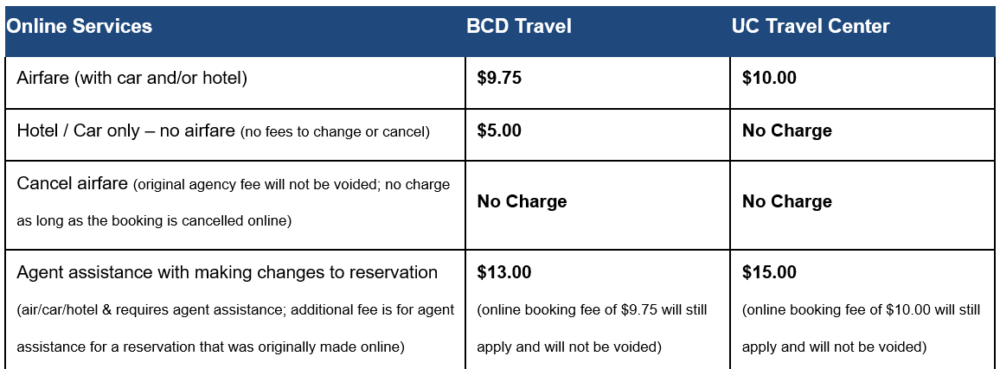 Online Services BCD Travel UC Travel Center
Airfare (with car and/or hotel) $9.75 $10.00
Hotel / Car only – no airfare (no fees to change or cancel) $5.00 No Charge
Cancel airfare (original agency fee will not be voided; no charge
as long as the booking is cancelled online)
No Charge No Charge
Agent assistance with making changes to reservation
(air/car/hotel & requires agent assistance; additional fee is for agent
assistance for a reservation that was originally made online)
$13.00
(online booking fee of $9.75 will still
apply and will not be voided)
$15.00
(online booking fee of $10.00 will still
apply and will not be voided)